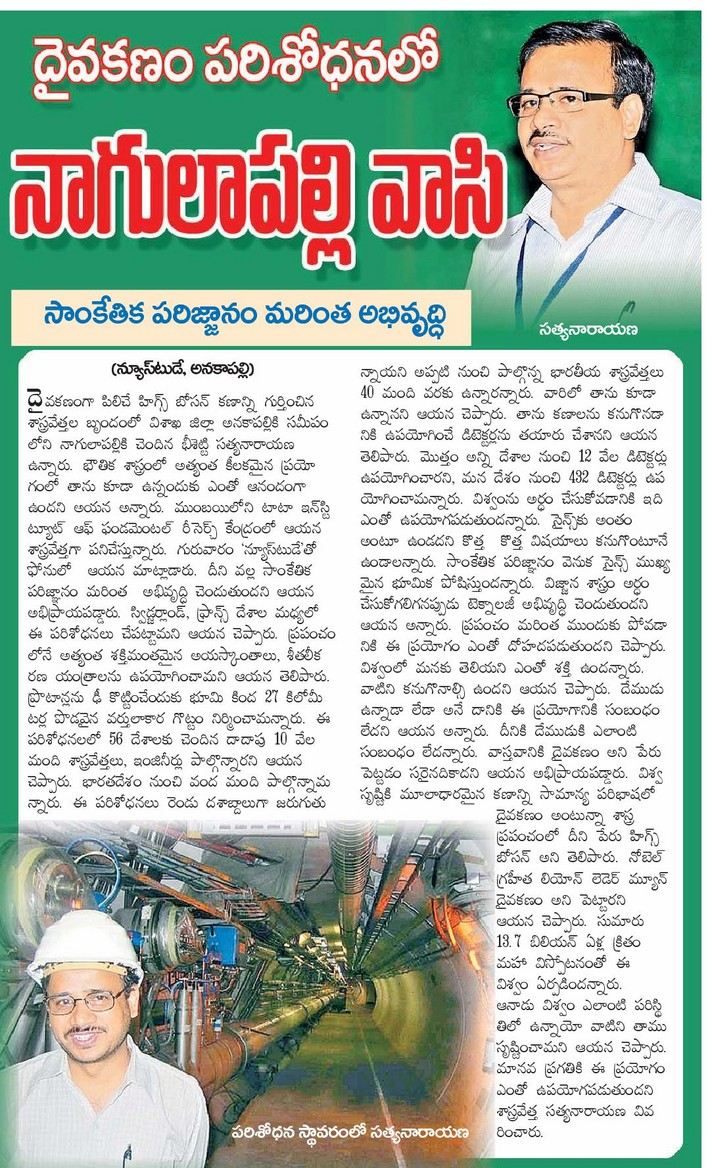 దైవకణం పరిశోధనలో
నాగులాపల్లి వాసి
సాంకేతిక పరిజ్ఞానం మరింత అభివృద్ధి
సత్యనారాయణ
(న్యూస్‌టుడే, అనకాపల్లి)
దైవకణంగా పిలిచే హిగ్స్ బోసన్ కణాన్ని గుర్తించిన
శాస్త్రవేత్తల బృందంలో విశాఖ జిల్లా అనకాపల్లికి సమీపం
లోని నాగులాపల్లికి చెందిన భీశెట్టి సత్యనారాయణ
ఉన్నారు. భౌతిక శాస్త్రంలో అత్యంత కీలకమైన ప్రయో
గంలో తాను కూడా ఉన్నందుకు ఎంతో ఆనందంగా
ఉందని అయన అన్నారు. ముంబయిలోని టాటా ఇన్‌స్టి
ట్యూట్ ఆఫ్ ఫండమెంటల్ రీసెర్చ్ కేంద్రంలో ఆయన
శాస్త్రవేత్తగా పనిచేస్తున్నారు. గురువారం 'న్యూస్‌టుడే'తో
ఫోనులో ఆయన మాట్లాడారు. దీని వల్ల సాంకేతిక
పరిజ్ఞానం మరింత అభివృద్ధి చెందుతుందని ఆయన
అభిప్రాయపడ్డారు. స్విడ్జర్లాండ్, ఫ్రాన్స్ దేశాల మధ్యలో
ఈ పరిశోధనలు చేపట్టామని ఆయన చెప్పారు. ప్రపంచం
లోనే అత్యంత శక్తిమంతమైన అయస్కాంతాలు, శీతలీక
రణ యంత్రాలను ఉపయోగించామని ఆయన తెలిపారు.
ప్రొటాన్లను ఢీ కొట్టించేందుకు భూమి కింద 27 కిలోమీ
టర్ల పొడవైన వర్తులాకార గొట్టం నిర్మించామన్నారు. ఈ
పరిశోధనలలో 56 దేశాలకు చెందిన దాదాపు 10 వేల
మంది శాస్త్రవేత్తలు, ఇంజినీర్లు పాల్గొన్నారని ఆయన
చెప్పారు. భారతదేశం నుంచి వంద మంది పాల్గొన్నామ
న్నారు. ఈ పరిశోధనలు రెండు దశాబ్దాలుగా జరుగుతు
న్నాయని అప్పటి నుంచి పాల్గొన్న భారతీయ శాస్త్రవేత్తలు
40 మంది వరకు ఉన్నారన్నారు. వారిలో తాను కూడా
ఉన్నానని ఆయన చెప్పారు. తాను కణాలను కనుగొనడా
నికి ఉపయోగించే డిటెక్టర్లను తయారు చేశానని ఆయన
తెలిపారు. మొత్తం అన్ని దేశాల నుంచి 12 వేల డిటెక్టర్లు
ఉపయోగించారని, మన దేశం నుంచి 432 డిటెక్టర్లు ఉప
యోగించామన్నారు. విశ్వంను అర్ధం చేసుకోవడానికి ఇది
ఎంతో ఉపయోగపడుతుందన్నారు. సైన్స్‌కు అంతం
అంటూ ఉండదని కొత్త కొత్త విషయాలు కనుగొంటూనే
ఉండాలన్నారు. సాంకేతిక పరిజ్ఞానం వెనుక సైన్స్ ముఖ్య
మైన భూమిక పోషిస్తుందన్నారు. విజ్ఞాన శాస్త్రం అర్ధం
చేసుకోగలిగనప్పుడు టెక్నాలజీ అభివృద్ధి చెందుతుందని
ఆయన అన్నారు. ప్రపంచం మరింత ముందుకు పోవడా
నికి ఈ ప్రయోగం ఎంతో దోహదపడుతుందని చెప్పారు.
విశ్వంలో మనకు తెలియని ఎంతో శక్తి ఉందన్నారు.
వాటిని కనుగొనాల్సి ఉందని ఆయన చెప్పారు. దేముడు
ఉన్నాడా లేడా అనే దానికి ఈ ప్రయోగానికి సంబంధం
లేదని ఆయన అన్నారు. దీనికి దేముడుకి ఎలాంటి
సంబంధం లేదన్నారు. వాస్తవానికి దైవకణం అని పేరు
పెట్టడం సరైనదికాదని ఆయన అభిప్రాయపడ్డారు. విశ్వ
సృష్టికి మూలాధారమైన కణాన్ని సామాన్య పరిభాషలో
దైవకణం అంటున్నా శాస్త్ర
ప్రపంచంలో దీని పేరు హిగ్స్
బోసన్ అని తెలిపారు. నోబెల్
గ్రహీత లియోన్ లెడెర్ మ్యాన్
దైవకణం అని పెట్టారని
ఆయన చెప్పారు. సుమారు
13.7 బిలియన్ ఏళ్ల క్రితం
మహా విస్పోటనంతో ఈ
విశ్వం ఏర్పడిందన్నారు.
ఆనాడు విశ్వం ఎలాంటి పరిస్థి
తిలో ఉన్నాయో వాటిని తాము
సృష్టించామని ఆయన చెప్పారు.
మానవ ప్రగతికి ఈ ప్రయోగం
ఎంతో ఉపయోగపడుతుందని
శాస్త్రవేత్త సత్యనారాయణ వివ
రించారు.
పరిశోధన స్థావరంలో సత్యనారాయణ